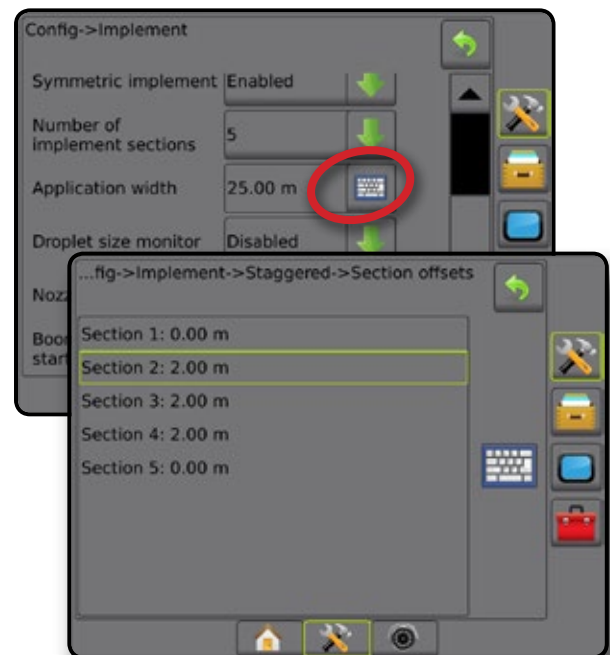 Config->Implement
Symmetric implement Enabled
Number of
implement sections 5
Application width 25.00 m
Droplet size monitor Disabled
...fig->Implement->Staggered->Section offsets
Section 1: 0.00 m
Section 2: 2.00 m
Section 3: 2.00 m
Section 4: 2.00 m
Section 5: 0.00 m